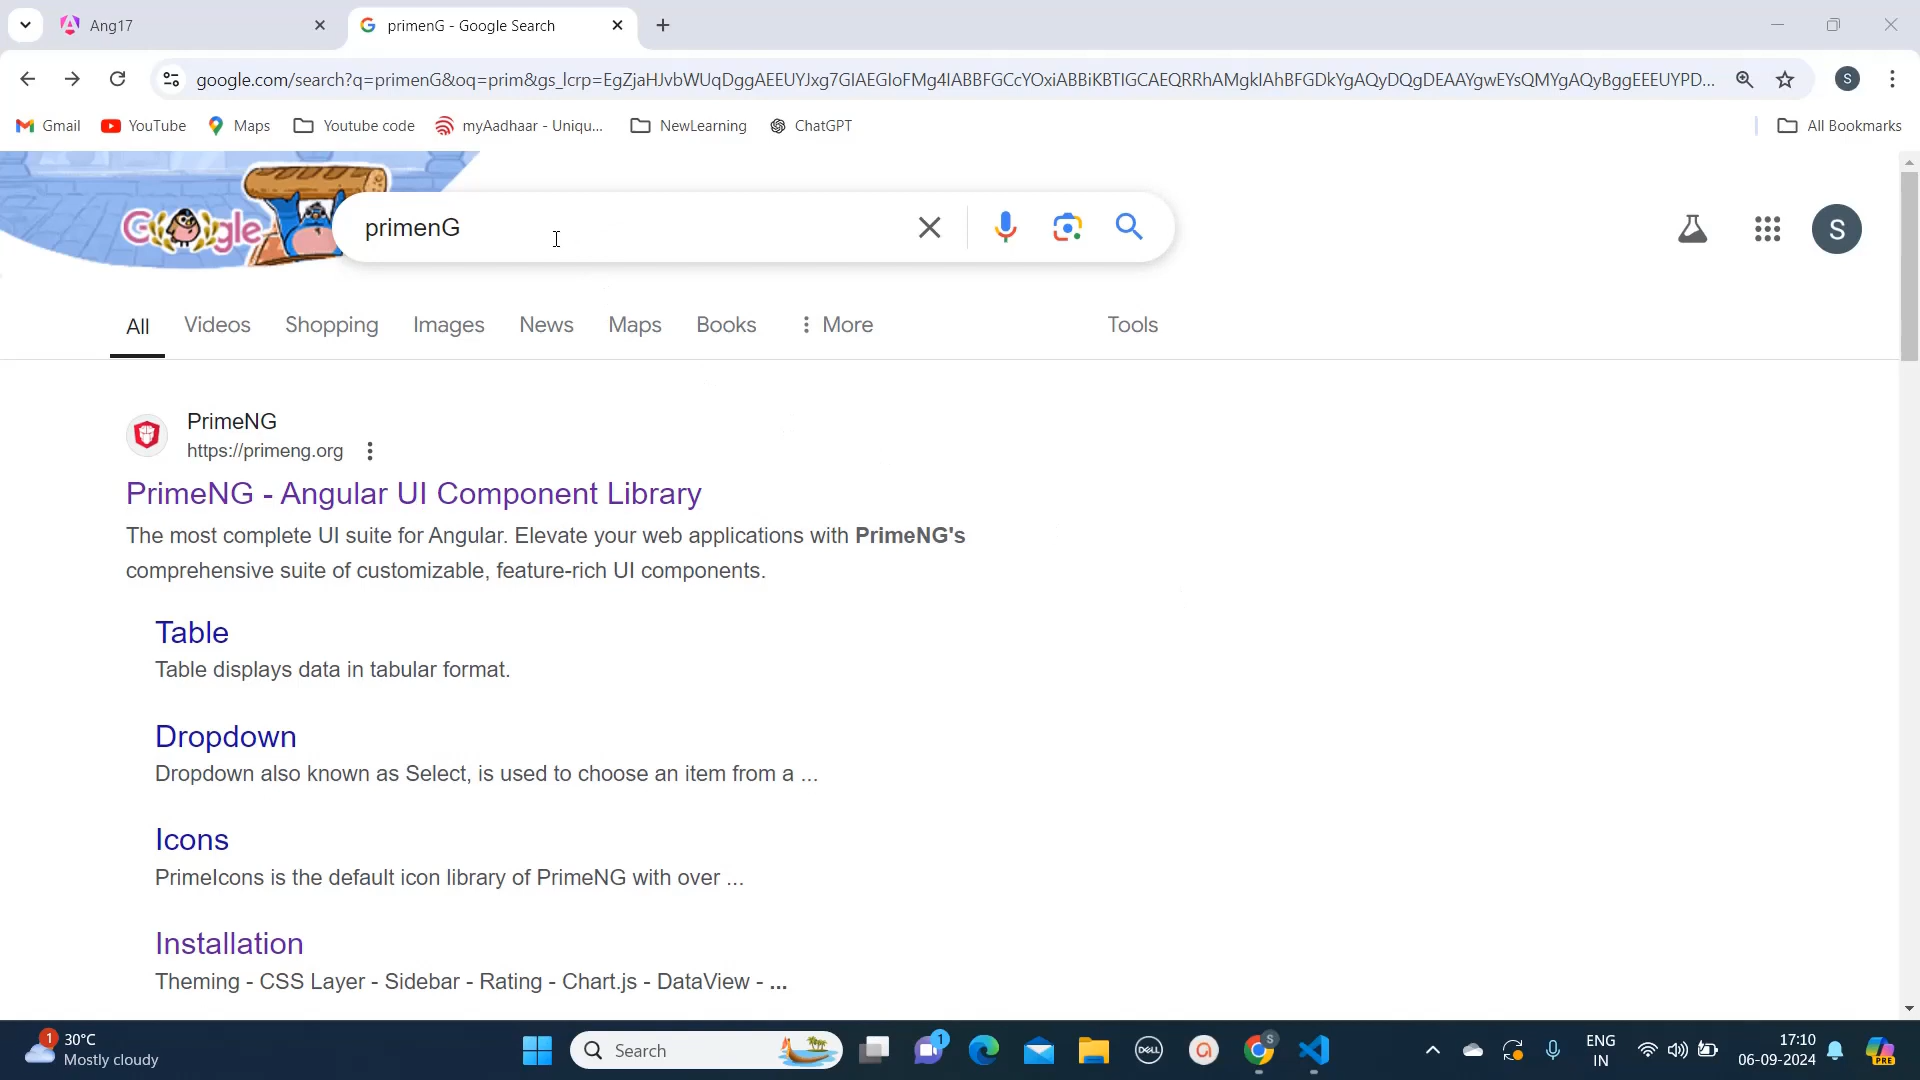 Ang17
primenG - Google Search
google.com/search?q=primenG&oq=prim&gs_lcrp=EgZjaHJvbWUqDggAEEUYJxg7GIAEGIoFMg4IABBFGCcYOxiABBiKBTIGCAEQRRhAMgkIAhBFGDkYgAQyDQgDEAAYgwEYsQMYgAQyBggEEEUYPD...
Gmail
YouTube
Maps
Youtube code
myAadhaar - Uniqu...
NewLearning
ChatGPT
All Bookmarks
Google
primenG
S
All
Videos
Shopping
Images
News
Maps
Books
More
Tools
PrimeNG
https://primeng.org
PrimeNG - Angular UI Component Library
The most complete UI suite for Angular. Elevate your web applications with PrimeNG's
comprehensive suite of customizable, feature-rich UI components.
Table
Table displays data in tabular format.
Dropdown
Dropdown also known as Select, is used to choose an item from a ...
Icons
PrimeIcons is the default icon library of PrimeNG with over ...
Installation
Theming - CSS Layer - Sidebar - Rating - Chart.js - DataView - ...
1
30°C
Mostly cloudy
Search
1
DELL
S
ENG
IN
17:10
06-09-2024
PRE